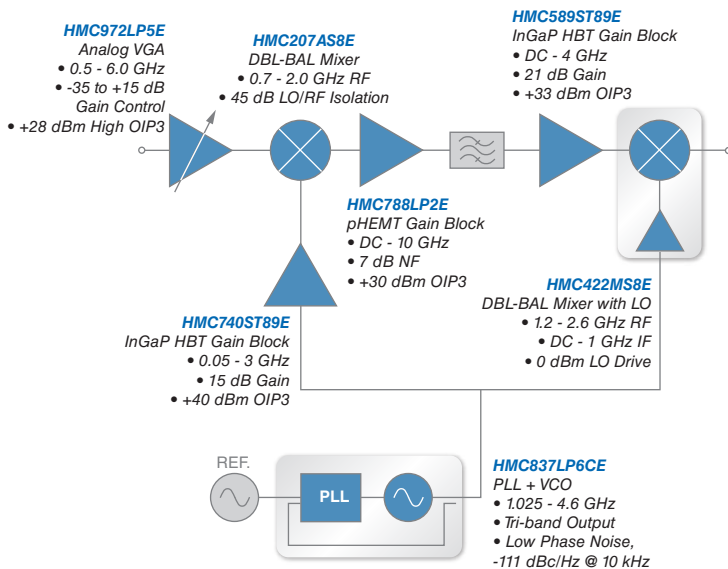 HMC972LP5E
Analog VGA
• 0.5 - 6.0 GHz
• -35 to +15 dB
Gain Control
• +28 dBm High OIP3
HMC207AS8E
DBL-BAL Mixer
• 0.7 - 2.0 GHz RF
• 45 dB LO/RF Isolation
HMC589ST89E
InGaP HBT Gain Block
• DC - 4 GHz
• 21 dB Gain
• +33 dBm OIP3
HMC788LP2E
pHEMT Gain Block
• DC - 10 GHz
• 7 dB NF
• +30 dBm OIP3
HMC422MS8E
DBL-BAL Mixer with LO
• 1.2 - 2.6 GHz RF
• DC - 1 GHz IF
• 0 dBm LO Drive
HMC740ST89E
InGaP HBT Gain Block
• 0.05 - 3 GHz
• 15 dB Gain
• +40 dBm OIP3
REF.
PLL
HMC837LP6CE
PLL + VCO
• 1.025 - 4.6 GHz
• Tri-band Output
• Low Phase Noise,
-111 dBc/Hz @ 10 kHz